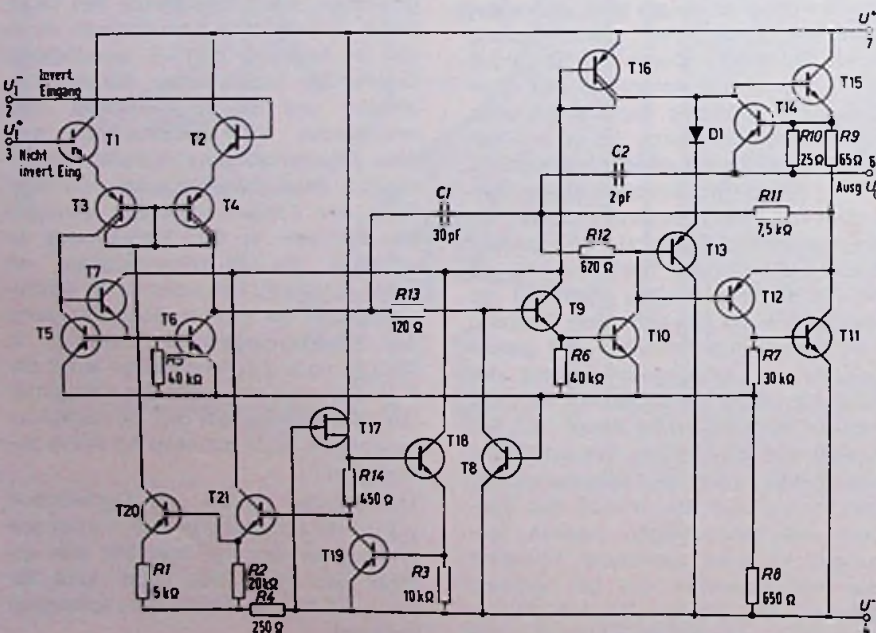 U⁺
7
T16
T15
T14
U₁⁻
Invert.
Eingang
2
U₁⁺
3
Nicht
invert. Eing
T1
T2
D1
R10
25Ω
R9
65Ω
6
Ausg
C2
2 pF
C1
30 pF
R11
7,5 kΩ
T3
T4
R12
620 Ω
T13
T7
R13
120 Ω
T9
T12
T5
T6
T10
T11
40 kΩ
R6
40 kΩ
R7
30 kΩ
T17
T18
T8
R14
450 Ω
T20
T21
T19
R1
5 kΩ
R2
20 kΩ
R4
250 Ω
R3
10 kΩ
R8
650 Ω
U⁻